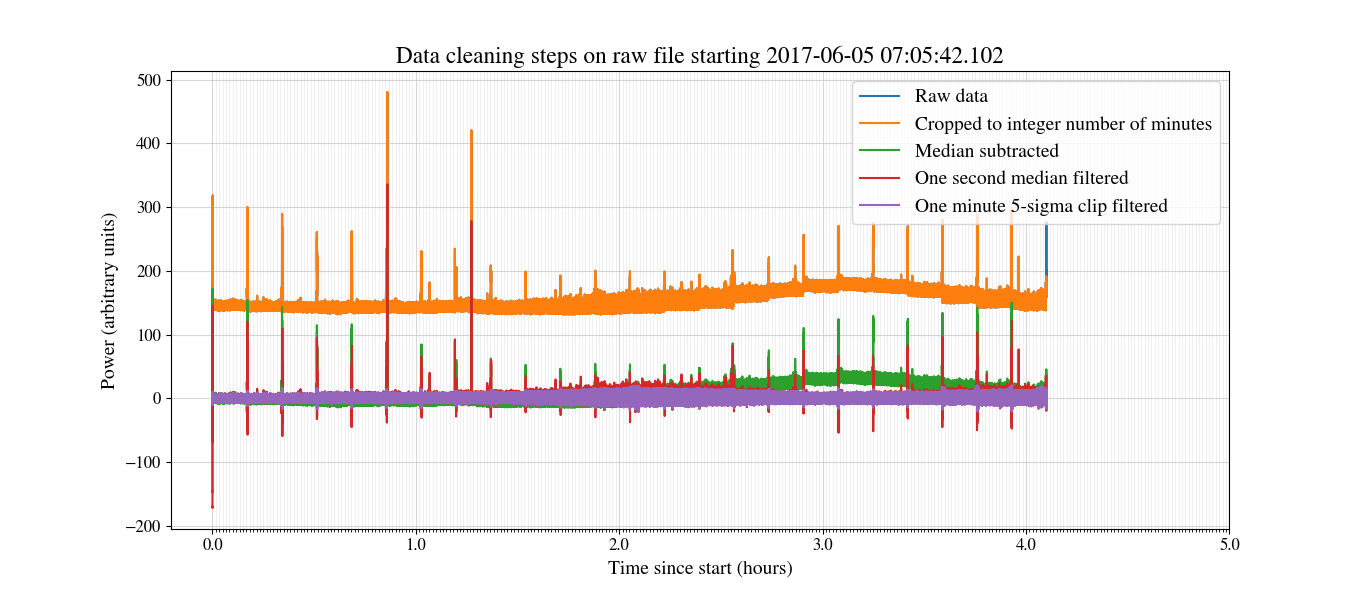 Data cleaning steps on raw file starting 2017-06-05 07:05:42.102
500
400
300
200
100
0
−100
−200
Power (arbitrary units)
Raw data
Cropped to integer number of minutes
Median subtracted
One second median filtered
One minute 5-sigma clip filtered
0.0 1.0 2.0 3.0 4.0 5.0
Time since start (hours)